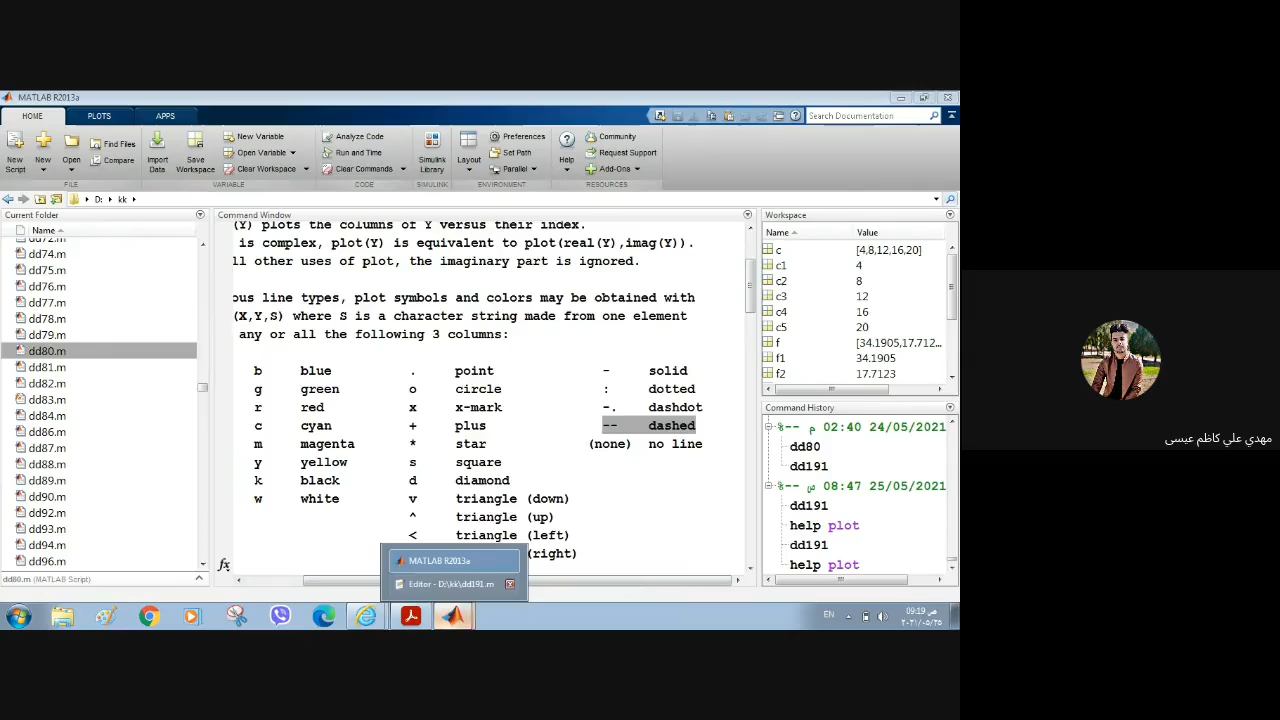 MATLAB R2013a
HOME PLOTS APPS
Search Documentation
New Script
New
Open
Find Files
Compare
Import Data
Save Workspace
New Variable
Open Variable
Clear Workspace
Analyze Code
Run and Time
Clear Commands
Simulink Library
Layout
Preferences
Set Path
Parallel
Help
Community
Request Support
Add-Ons
FILE VARIABLE CODE SIMULINK ENVIRONMENT RESOURCES
D: kk
Current Folder
Name
dd72.m
dd74.m
dd75.m
dd76.m
dd77.m
dd78.m
dd79.m
dd80.m
dd81.m
dd82.m
dd83.m
dd84.m
dd86.m
dd87.m
dd88.m
dd89.m
dd90.m
dd92.m
dd93.m
dd94.m
dd96.m
dd80.m (MATLAB Script)
Command Window
(Y) plots the columns of Y versus their index.
is complex, plot(Y) is equivalent to plot(real(Y),imag(Y)).
ll other uses of plot, the imaginary part is ignored.
ous line types, plot symbols and colors may be obtained with
(X,Y,S) where S is a character string made from one element
any or all the following 3 columns:
b blue . point - solid
g green o circle : dotted
r red x x-mark -. dashdot
c cyan + plus -- dashed
m magenta * star (none) no line
y yellow s square
k black d diamond
w white v triangle (down)
^ triangle (up)
< triangle (left)
(right)
fx
MATLAB R2013a
Editor - D:\kk\dd191.m
Workspace
Name Value
c [4,8,12,16,20]
c1 4
c2 8
c3 12
c4 16
c5 20
f [34.1905,17.712...
f1 34.1905
f2 17.7123
Command History
%-- م 02:40 24/05/2021
dd80
dd191
%-- ص 08:47 25/05/2021
dd191
help plot
dd191
help plot
EN
ص 09:19
٢٠٢١/٠٥/٢٥
مهدي علي كاظم عيسى